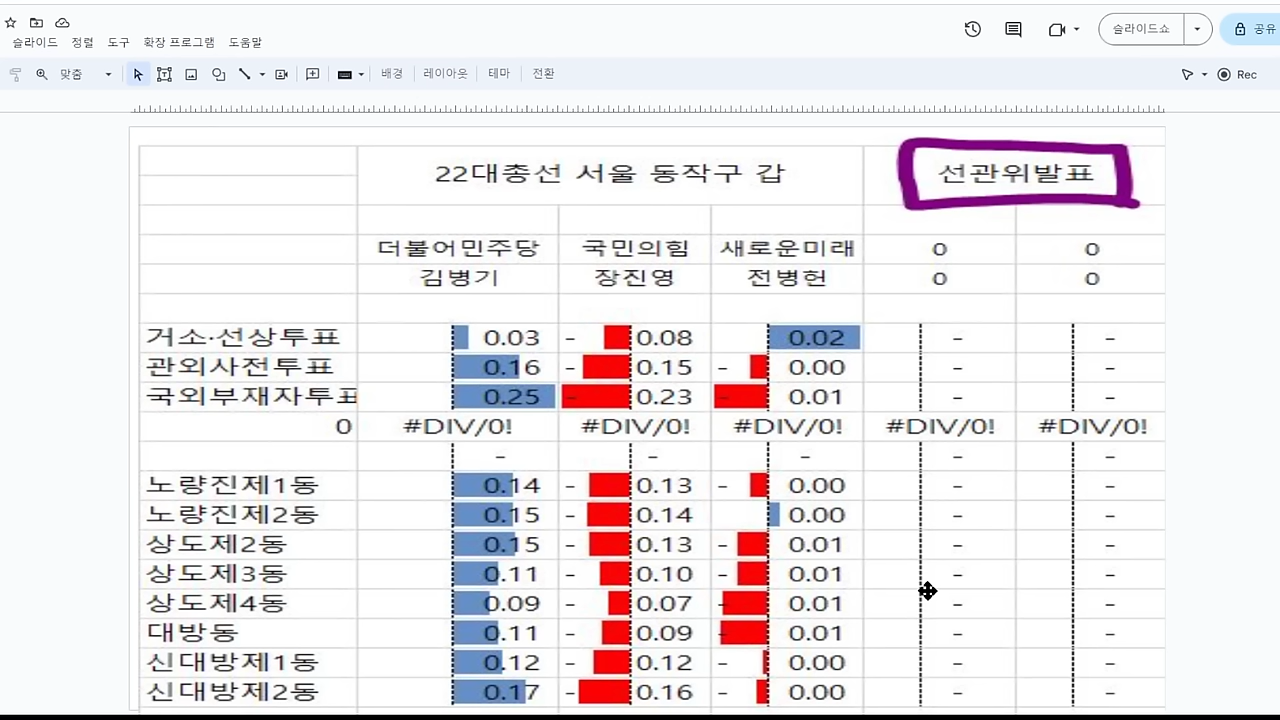 슬라이드 정렬 도구 확장 프로그램 도움말
슬라이드쇼 공유
맞춤 배경 레이아웃 테마 전환 Rec
22대총선 서울 동작구 갑 선관위발표
더불어민주당 국민의힘 새로운미래 0 0
김병기 장진영 전병헌 0 0
거소·선상투표 0.03 - 0.08 0.02 - -
관외사전투표 0.16 - 0.15 - 0.00 - -
국외부재자투표 0.25 - 0.23 - 0.01 - -
0 #DIV/0! #DIV/0! #DIV/0! #DIV/0! #DIV/0!
- - - - -
노량진제1동 0.14 - 0.13 - 0.00 - -
노량진제2동 0.15 - 0.14 0.00 - -
상도제2동 0.15 - 0.13 - 0.01 - -
상도제3동 0.11 - 0.10 - 0.01 - -
상도제4동 0.09 - 0.07 - 0.01 - -
대방동 0.11 - 0.09 - 0.01 - -
신대방제1동 0.12 - 0.12 - 0.00 - -
신대방제2동 0.17 - 0.16 - 0.00 - -